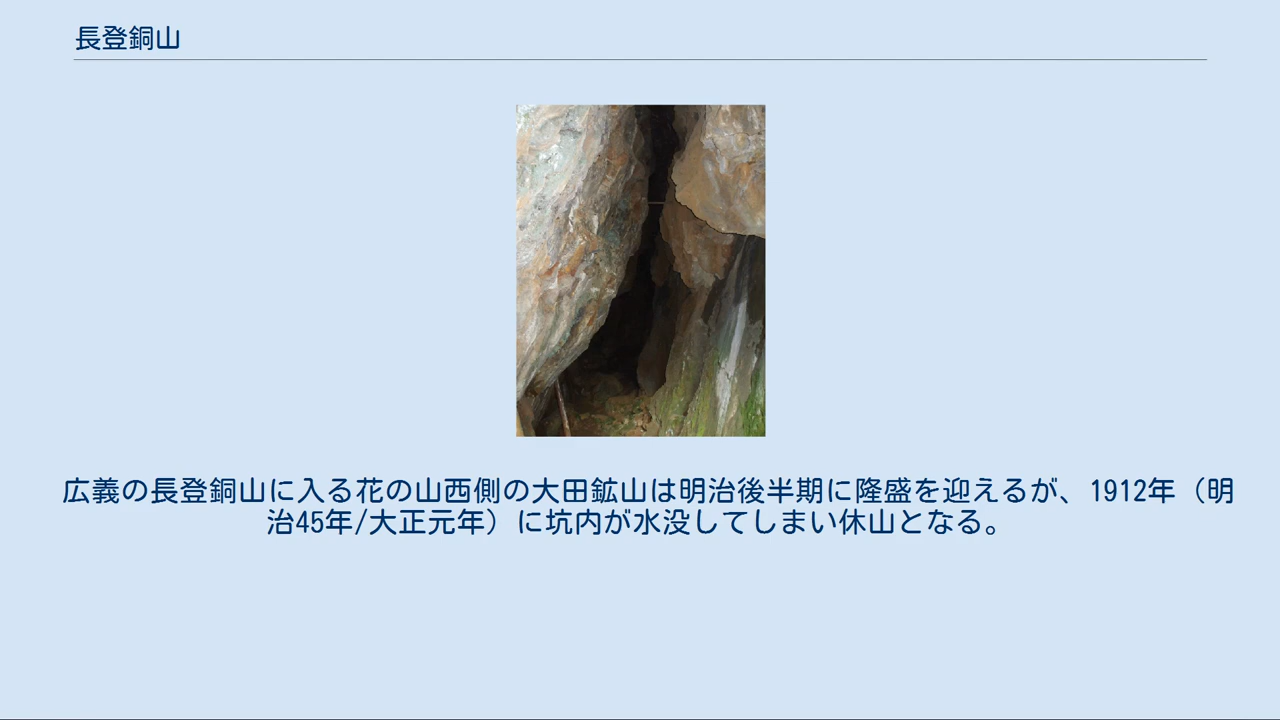 長登銅山
広義の長登銅山に入る花の山西側の大田鉱山は明治後半期に隆盛を迎えるが、1912年（明
治45年/大正元年）に坑内が水没してしまい休山となる。